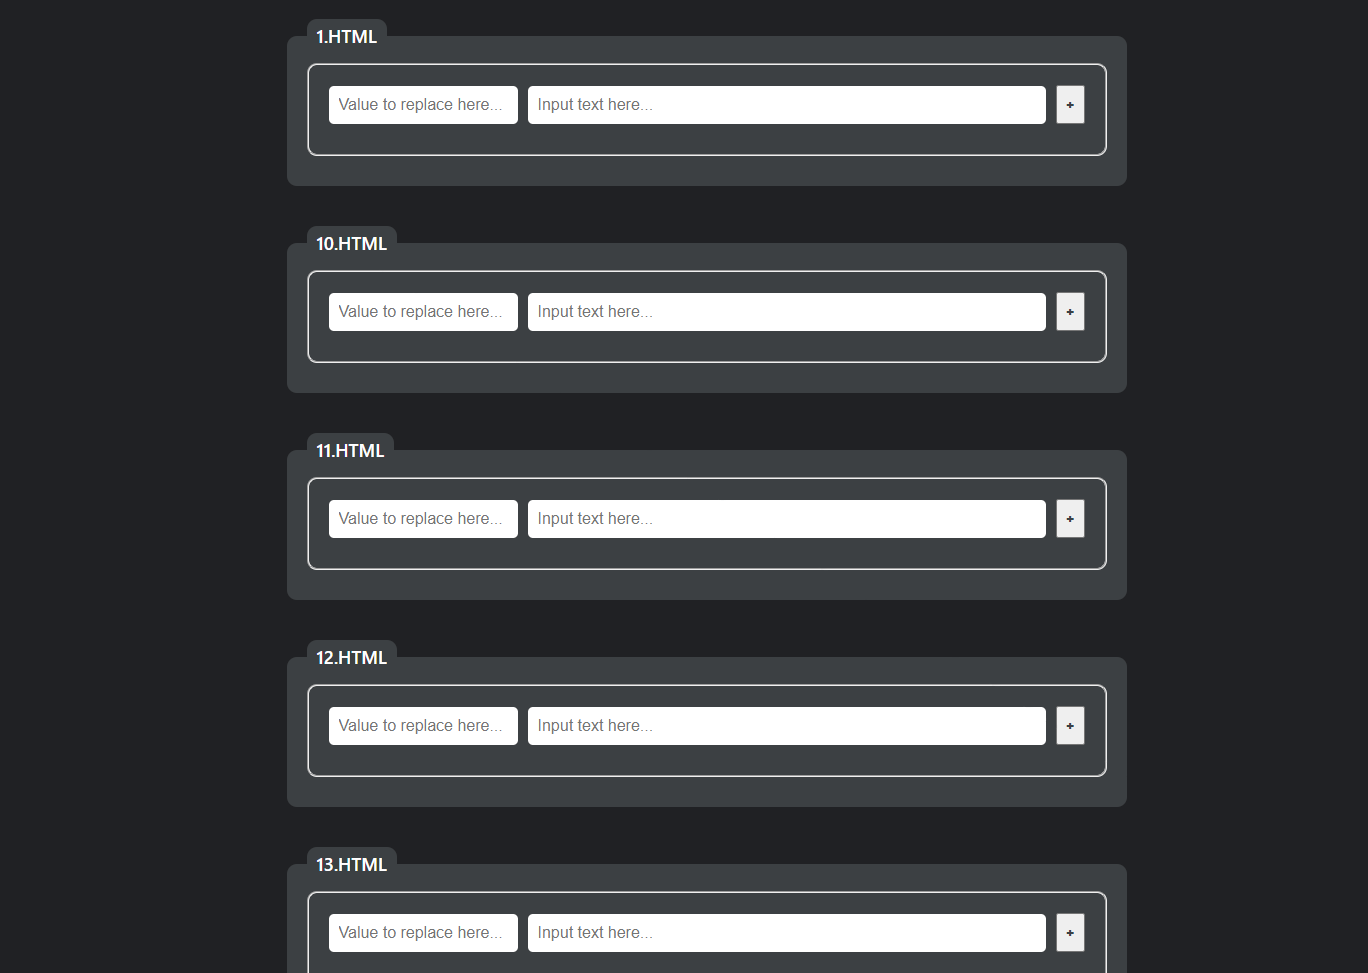 1.HTML
Value to replace here... Input text here... +
10.HTML
Value to replace here... Input text here... +
11.HTML
Value to replace here... Input text here... +
12.HTML
Value to replace here... Input text here... +
13.HTML
Value to replace here... Input text here... +